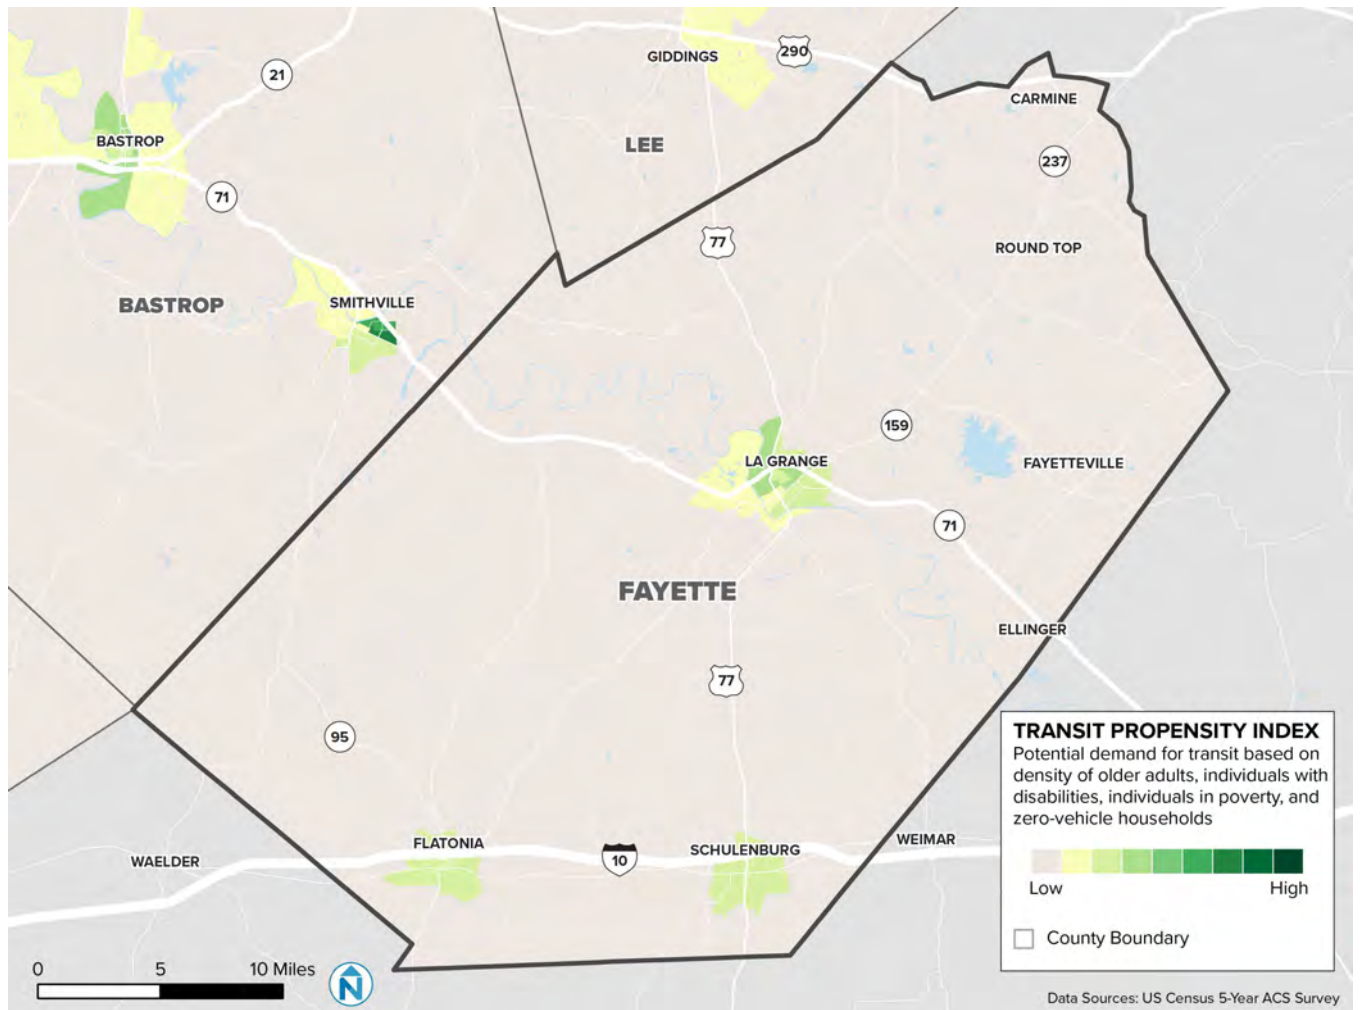 290
GIDDINGS
21
CARMINE
BASTROP
LEE
237
71
77
ROUND TOP
BASTROP
SMITHVILLE
159
LA GRANGE
FAYETTEVILLE
71
FAYETTE
ELLINGER
77
95
TRANSIT PROPENSITY INDEX
Potential demand for transit based on
density of older adults, individuals with
disabilities, individuals in poverty, and
zero-vehicle households
Low
High
County Boundary
FLATONIA
SCHULENBURG
WEIMAR
WAELDER
10
0
5
10 Miles
N
Data Sources: US Census 5-Year ACS Survey